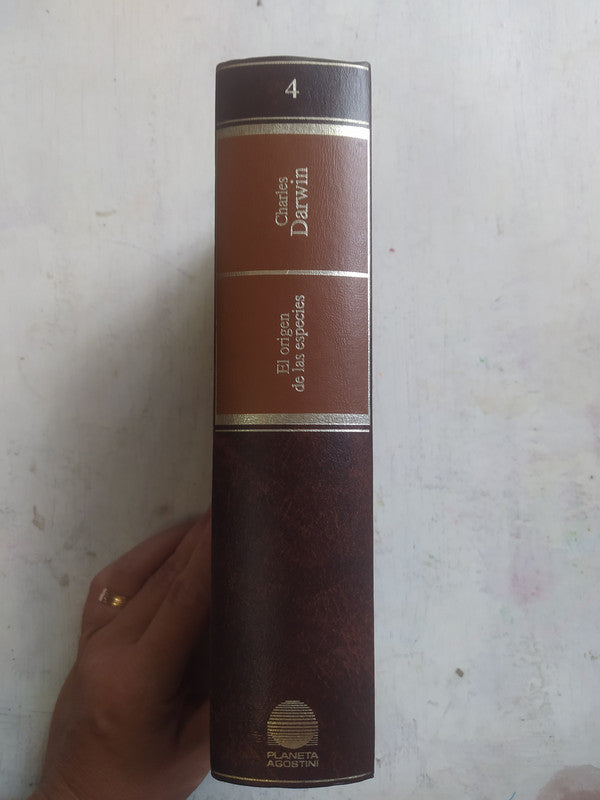 4
Charles
Darwin
El origen
de las especies
PLANETA
AGOSTINI